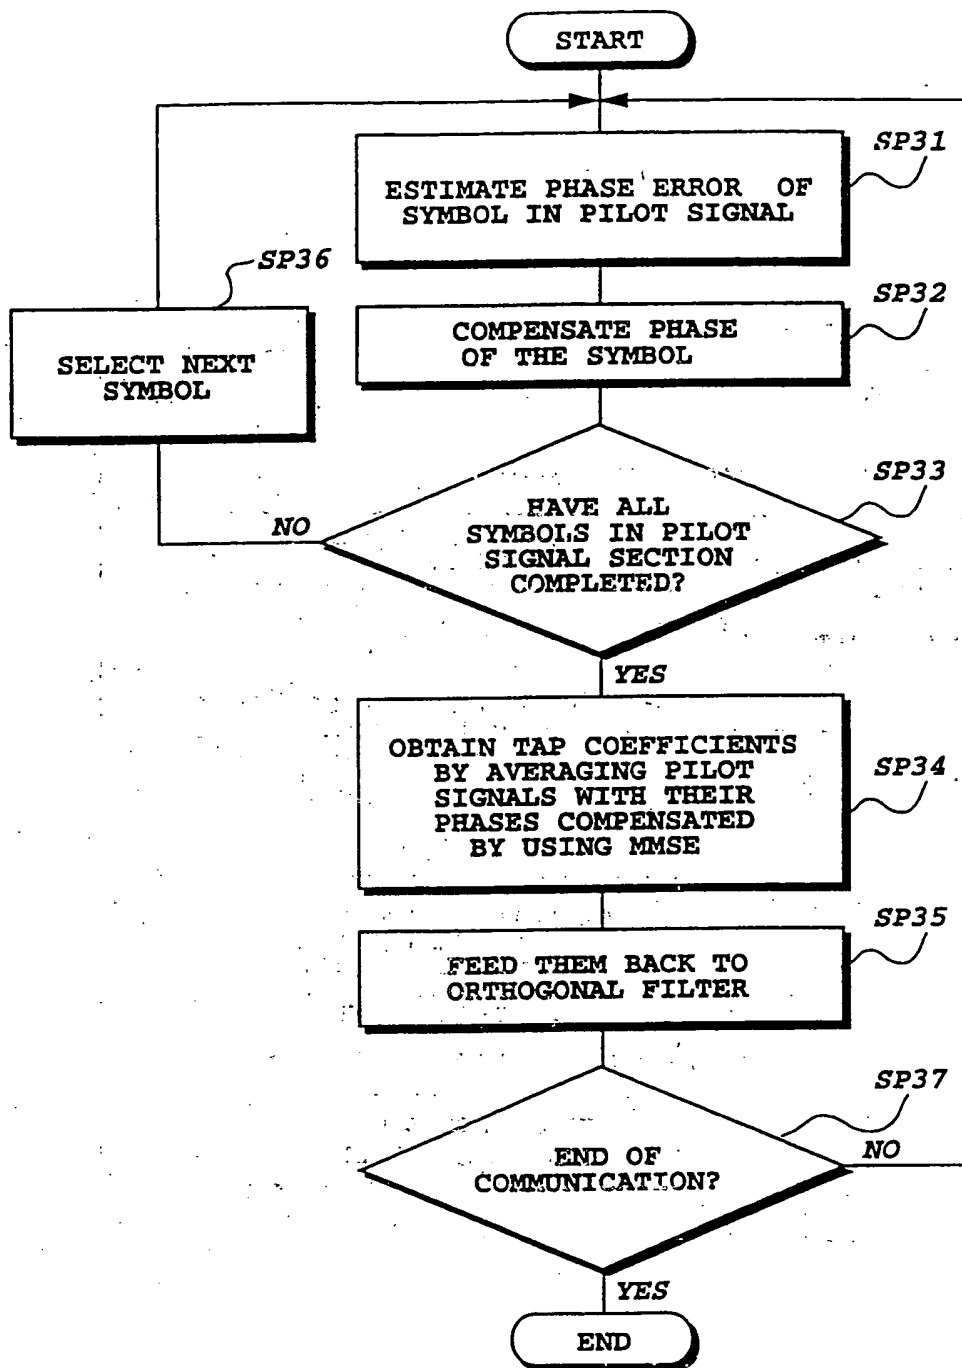 START
SP31
ESTIMATE PHASE ERROR OF
SYMBOL IN PILOT SIGNAL
SP36
SP32
SELECT NEXT
SYMBOL
COMPENSATE PHASE
OF THE SYMBOL
SP33
NO
HAVE ALL
SYMBOLS IN PILOT
SIGNAL SECTION
COMPLETED?
YES
OBTAIN TAP COEFFICIENTS
BY AVERAGING PILOT
SIGNALS WITH THEIR
PHASES COMPENSATED
BY USING MMSE
SP34
SP35
FEED THEM BACK TO
ORTHOGONAL FILTER
SP37
END OF
COMMUNICATION?
NO
YES
END